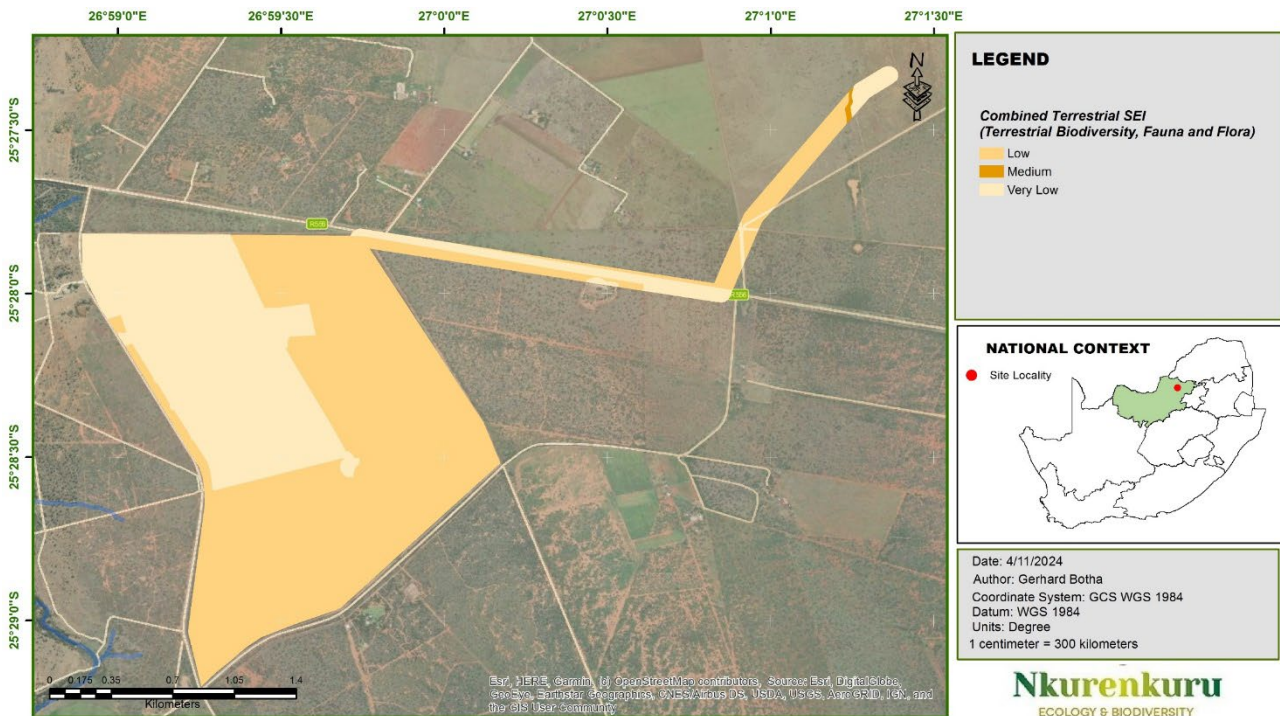 26°59'0"E 26°59'30"E 27°0'0"E 27°0'30"E 27°1'0"E 27°1'30"E
25°27'30"S
25°28'0"S
25°28'30"S
25°29'0"S
N
R556
R556
0 0.175 0.35 0.7 1.05 1.4
Kilometers
Esri, HERE, Garmin, (c) OpenStreetMap contributors, Source: Esri, DigitalGlobe,
GeoEye, Earthstar Geographics, CNES/Airbus DS, USDA, USGS, AeroGRID, IGN, and
the GIS User Community
LEGEND
Combined Terrestrial SEI
(Terrestrial Biodiversity, Fauna and Flora)
Low
Medium
Very Low
NATIONAL CONTEXT
Site Locality
Date: 4/11/2024
Author: Gerhard Botha
Coordinate System: GCS WGS 1984
Datum: WGS 1984
Units: Degree
1 centimeter = 300 kilometers
Nkurenkuru
ECOLOGY & BIODIVERSITY